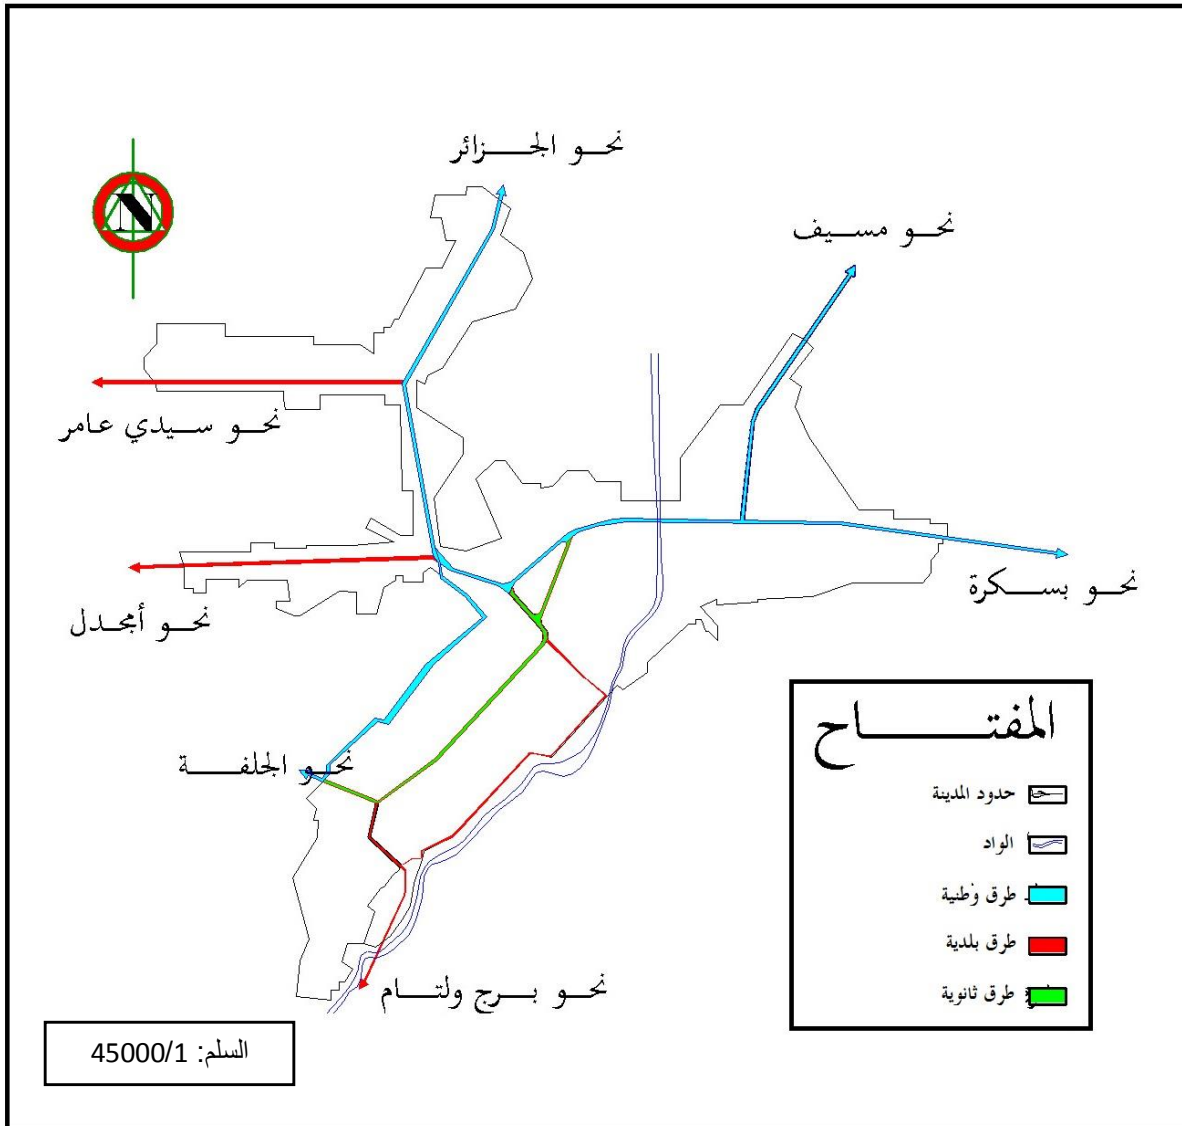 نحو الجزائر
N
نحو مسيف
نحو سيدي عامر
نحو أمجدل
نحو بسكرة
نحو الجلفة
نحو برج ولتام
المفتاح
حدود المدينة
الواد
طرق وطنية
طرق بلدية
طرق ثانوية
السلم: 45000/1